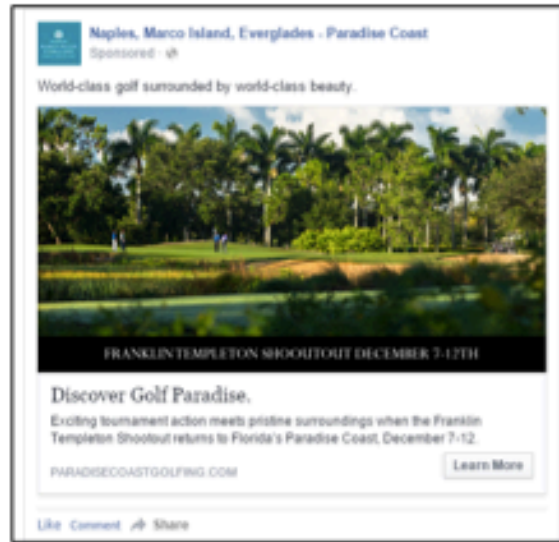 Naples, Marco Island, Everglades - Paradise Coast
Sponsored ·
World-class golf surrounded by world-class beauty.
FRANKLIN TEMPLETON SHOOTOUT DECEMBER 7-12TH
Discover Golf Paradise.
Exciting tournament action meets pristine surroundings when the Franklin
Templeton Shootout returns to Florida's Paradise Coast, December 7-12.
PARADISECOASTGOLFING.COM
Learn More
Like Comment Share